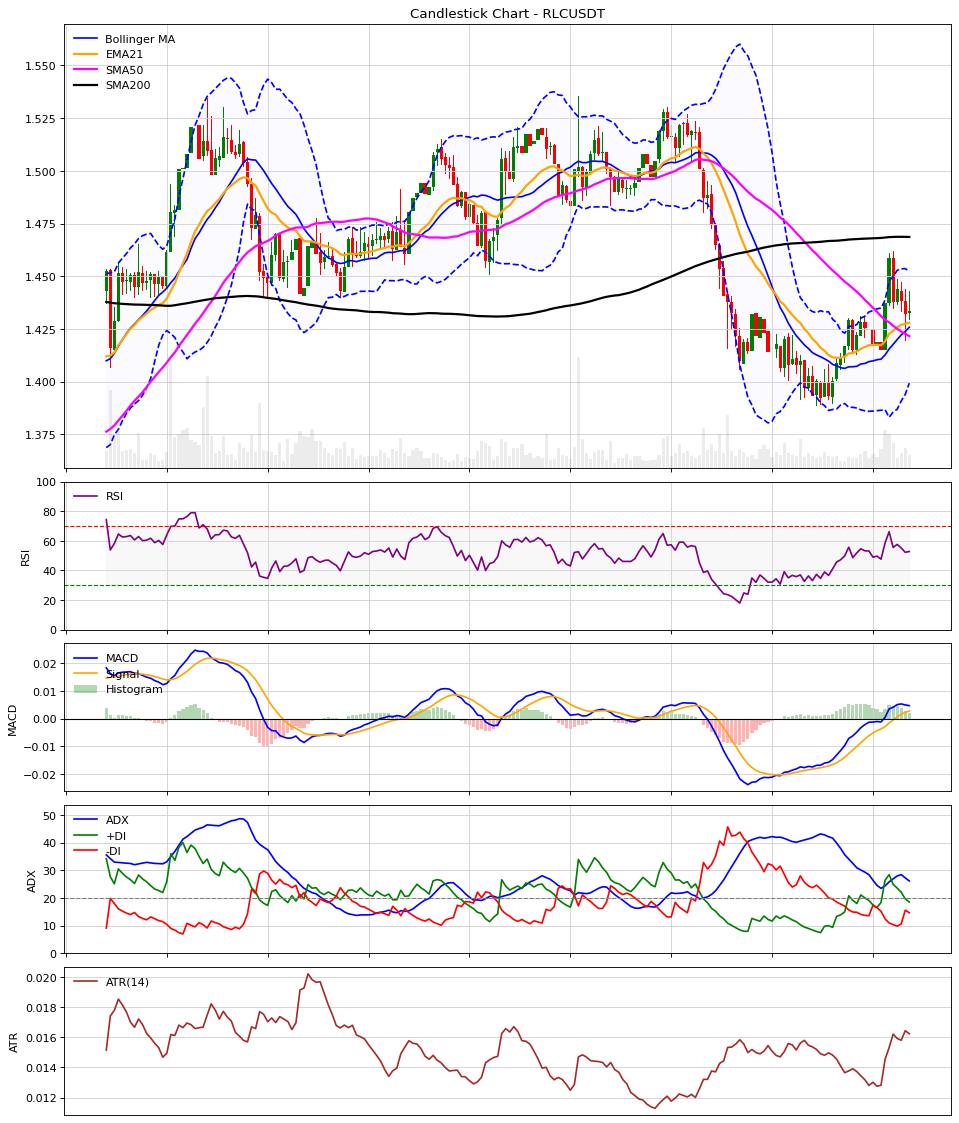 Candlestick Chart - RLCUSDT
Bollinger MA
EMA21
SMA50
SMA200
1.550
1.525
1.500
1.475
1.450
1.425
1.400
1.375
RSI
100
80
60
40
20
0
RSI
MACD
Signal
Histogram
0.02
0.01
0.00
−0.01
−0.02
MACD
ADX
+DI
-DI
50
40
30
20
10
0
ADX
ATR(14)
0.020
0.018
0.016
0.014
0.012
ATR